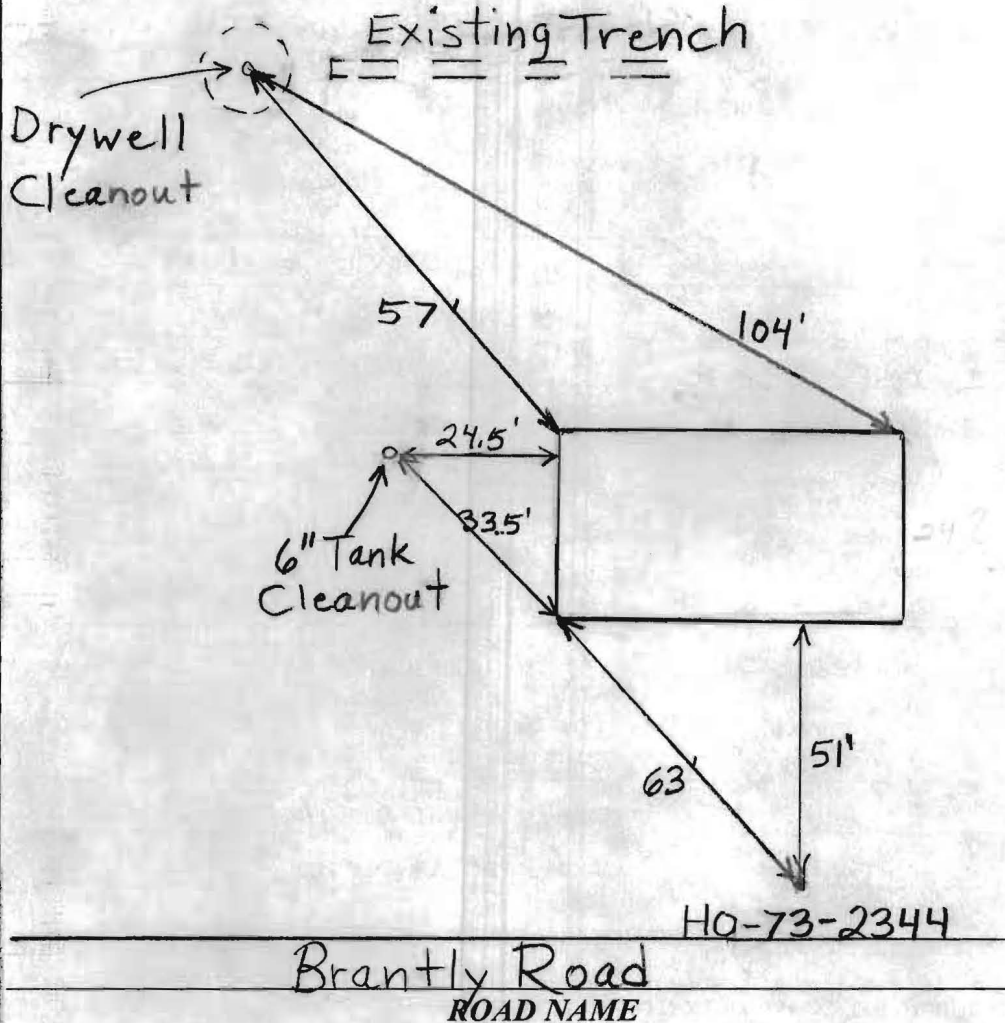 Existing Trench
Drywell
Cleanout
57'
104'
24.5'
33.5'
6" Tank
Cleanout
63'
51'
HO-73-2344
Brantly Road
ROAD NAME